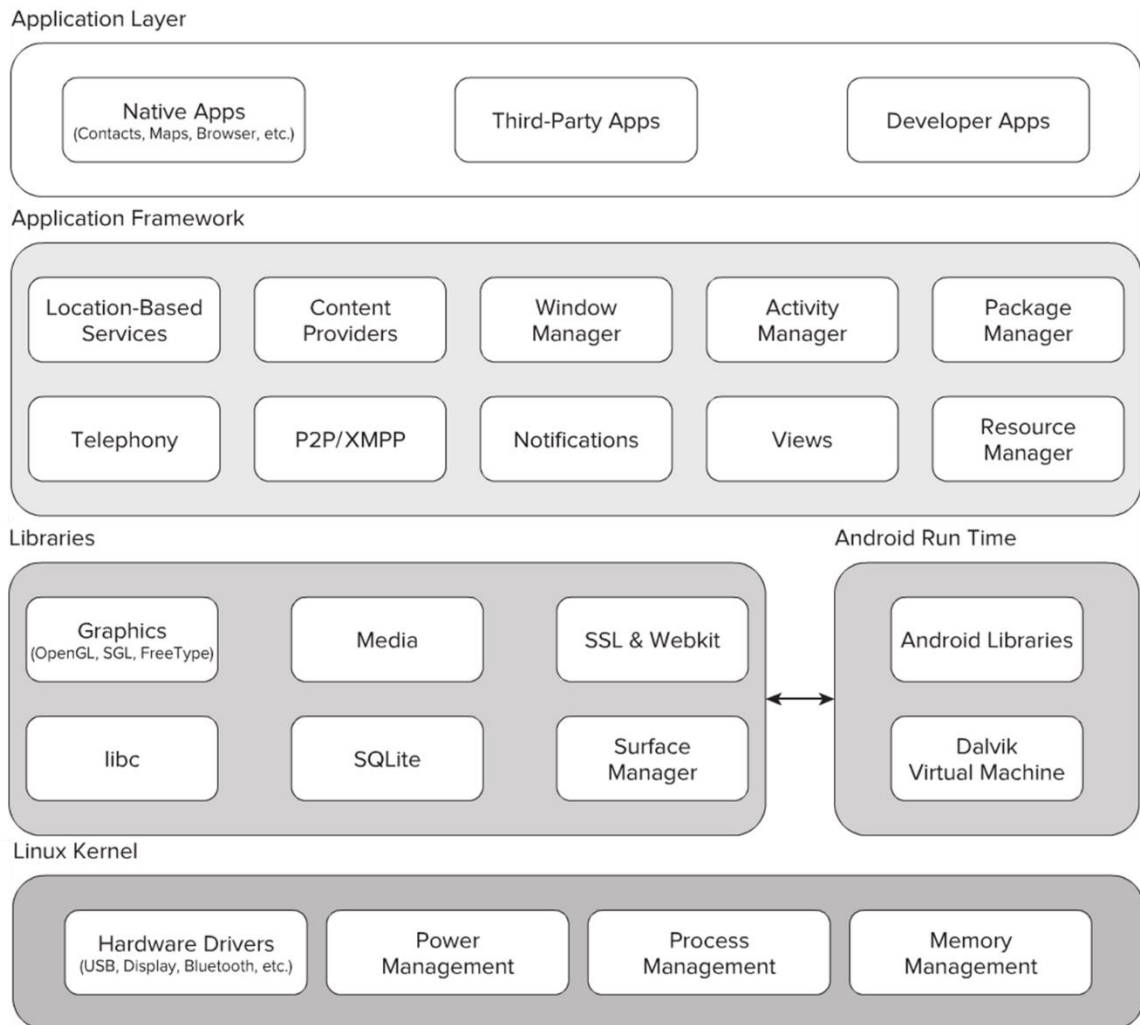 Application Layer
Native Apps
(Contacts, Maps, Browser, etc.)
Third-Party Apps
Developer Apps
Application Framework
Location-Based
Services
Content
Providers
Window
Manager
Activity
Manager
Package
Manager
Telephony
P2P/XMPP
Notifications
Views
Resource
Manager
Libraries
Graphics
(OpenGL, SGL, FreeType)
Media
SSL & Webkit
libc
SQLite
Surface
Manager
Android Run Time
Android Libraries
Dalvik
Virtual Machine
Linux Kernel
Hardware Drivers
(USB, Display, Bluetooth, etc.)
Power
Management
Process
Management
Memory
Management